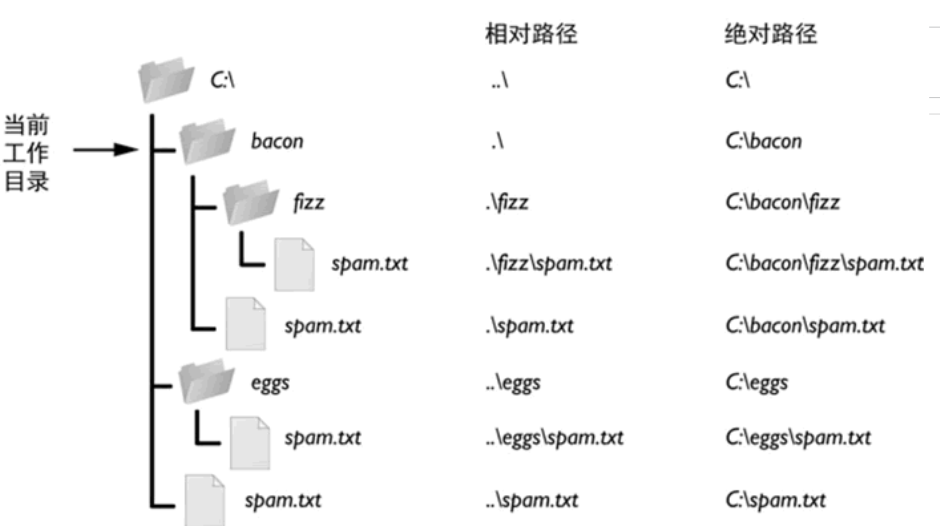 相对路径 绝对路径
C:\ ..\ C:\
当前
工作
目录
bacon .\ C:\bacon
fizz .\fizz C:\bacon\fizz
spam.txt .\fizz\spam.txt C:\bacon\fizz\spam.txt
spam.txt .\spam.txt C:\bacon\spam.txt
eggs ..\eggs C:\eggs
spam.txt ..\eggs\spam.txt C:\eggs\spam.txt
spam.txt ..\spam.txt C:\spam.txt